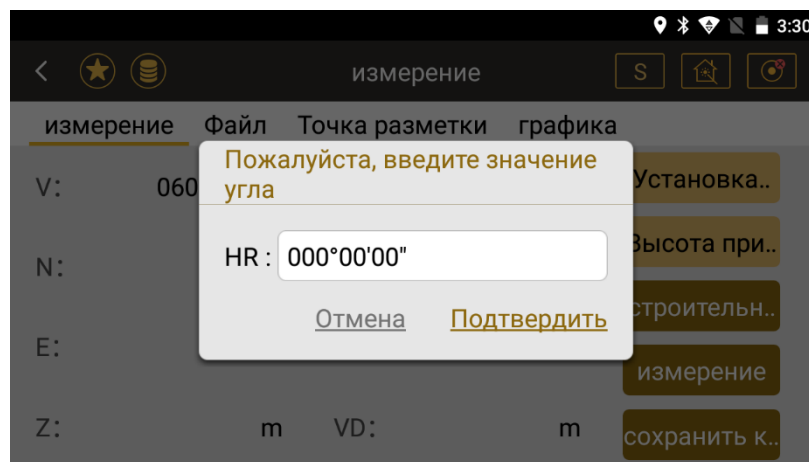 3:30
измерение
S
измерение Файл Точка разметки графика
Пожалуйста, введите значение
угла
V: 060
Установка..
HR : 000°00'00"
Высота при..
N:
Отмена Подтвердить
строительн..
E:
измерение
Z: m VD: m
сохранить к..